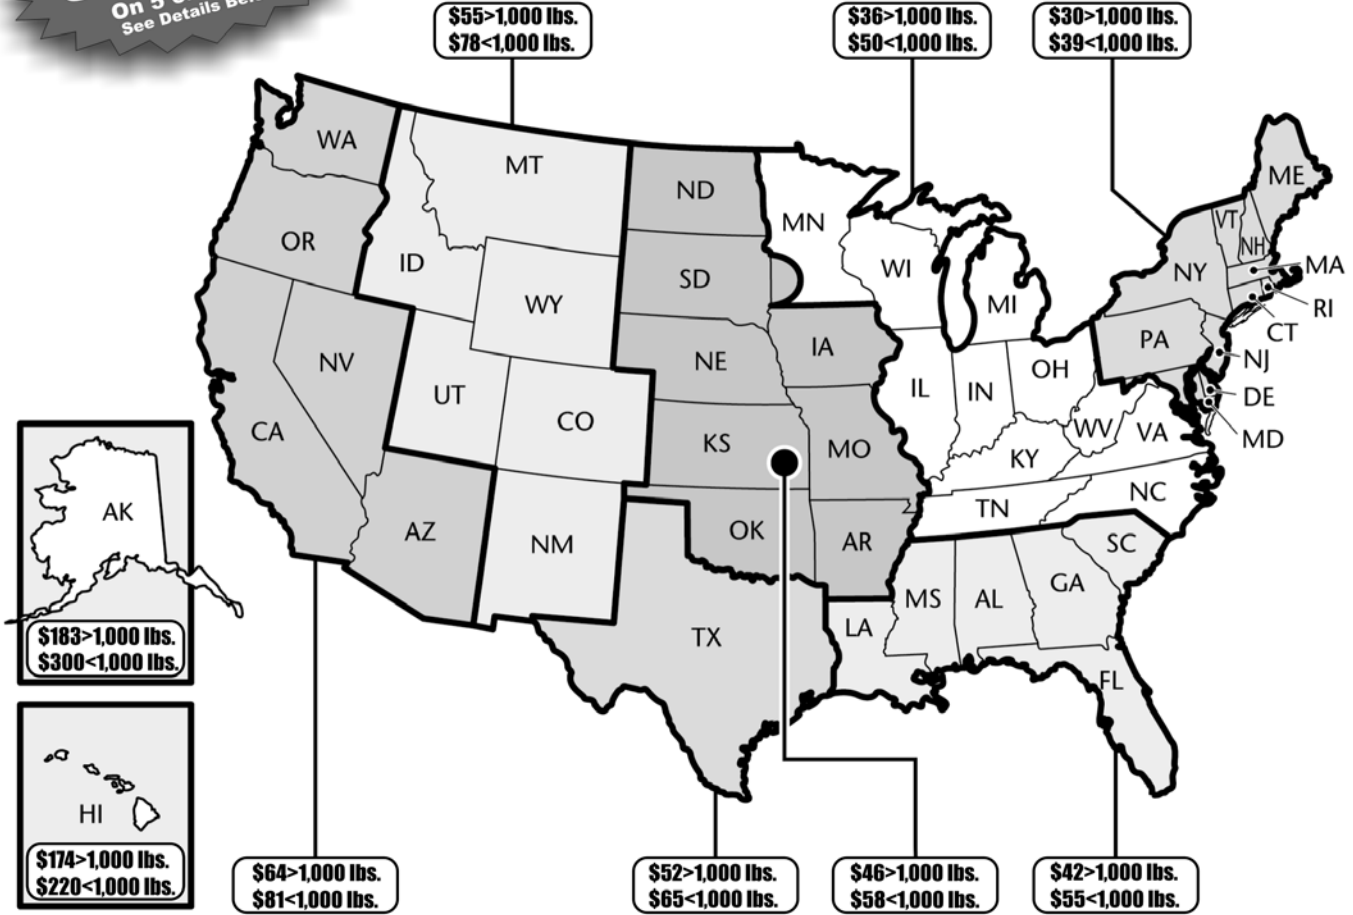 On 5 
See Details
$55>1,000 lbs.
$78<1,000 lbs.
$36>1,000 lbs.
$50<1,000 lbs.
$30>1,000 lbs.
$39<1,000 lbs.
WA
MT
ND
MN
ME
VT
NH
OR
ID
SD
WI
MI
NY
MA
RI
CT
WY
NE
IA
PA
NJ
NV
UT
CO
IL
IN
OH
DE
MD
CA
KS
MO
KY
WV
VA
AZ
NM
OK
AR
TN
NC
SC
TX
LA
MS
AL
GA
FL
AK
$183>1,000 lbs.
$300<1,000 lbs.
HI
$174>1,000 lbs.
$220<1,000 lbs.
$64>1,000 lbs.
$81<1,000 lbs.
$52>1,000 lbs.
$65<1,000 lbs.
$46>1,000 lbs.
$58<1,000 lbs.
$42>1,000 lbs.
$55<1,000 lbs.